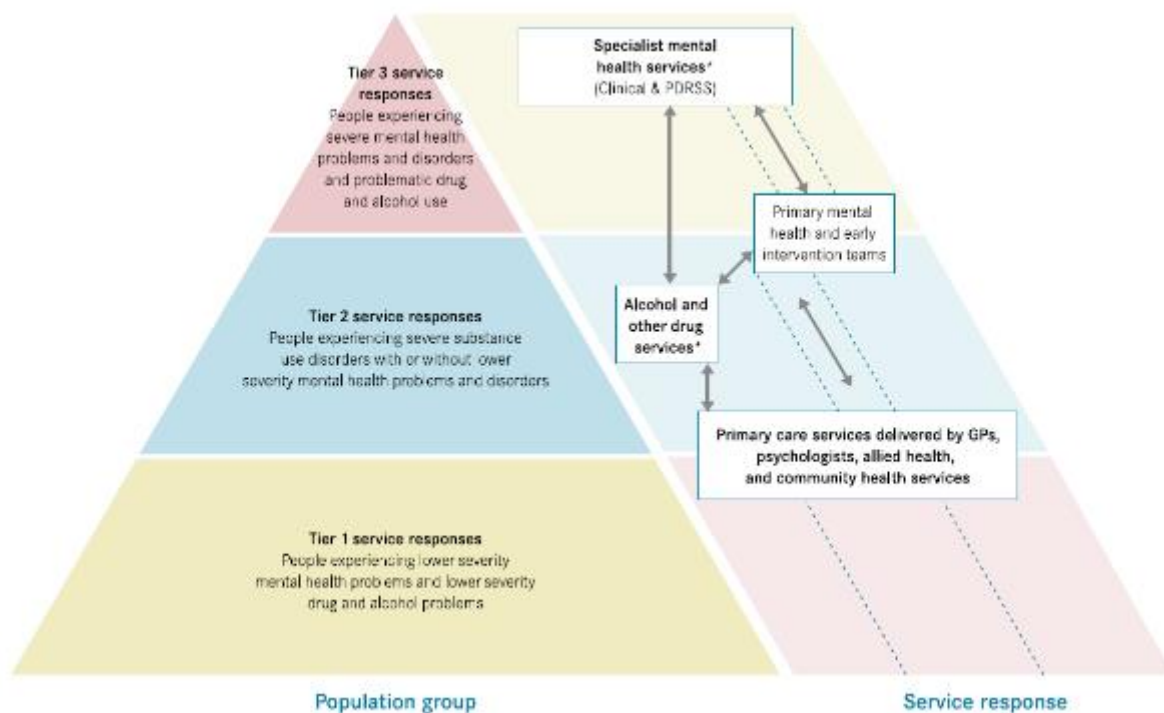 Tier 3 service
responses
People experiencing
severe mental health
problems and disorders
and problematic drug
and alcohol use
Tier 2 service responses
People experiencing severe substance
use disorders with or without lower
severity mental health problems and disorders
Tier 1 service responses
People experiencing lower severity
mental health problems and lower severity
drug and alcohol problems
Population group
Specialist mental
health services*
(Clinical & PDRSS)
Primary mental
health and early
intervention teams
Alcohol and
other drug
services*
Primary care services delivered by GPs,
psychologists, allied health,
and community health services
Service response